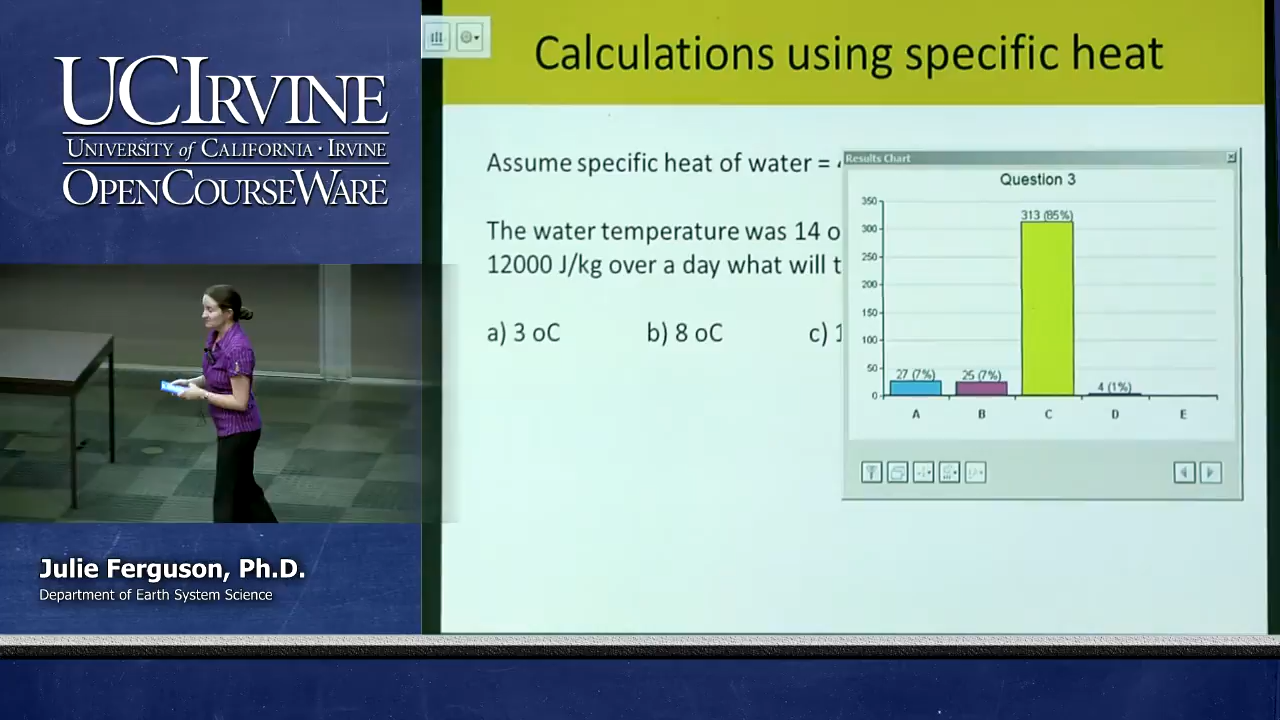 UCIRVINE
UNIVERSITY of CALIFORNIA · IRVINE
OPENCOURSEWARE
Julie Ferguson, Ph.D.
Department of Earth System Science
Calculations using specific heat
Assume specific heat of water =
The water temperature was 14 o
12000 J/kg over a day what will t
a) 3 oC b) 8 oC c) 1
Results Chart
Question 3
350
300
250
200
150
100
50
0
27 (7%) 25 (7%) 313 (85%) 4 (1%)
A B C D E